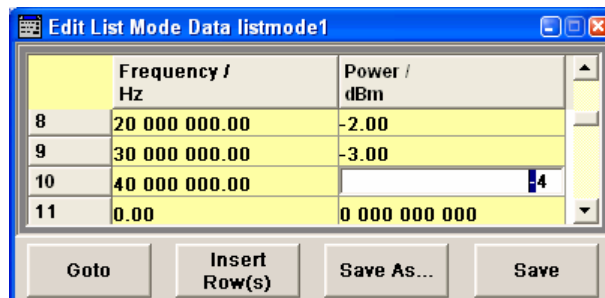 Edit List Mode Data listmode1
Frequency / Hz
Power / dBm
8 20 000 000.00 -2.00
9 30 000 000.00 -3.00
10 40 000 000.00 -4
11 0.00 0 000 000 000
Goto
Insert Row(s)
Save As...
Save